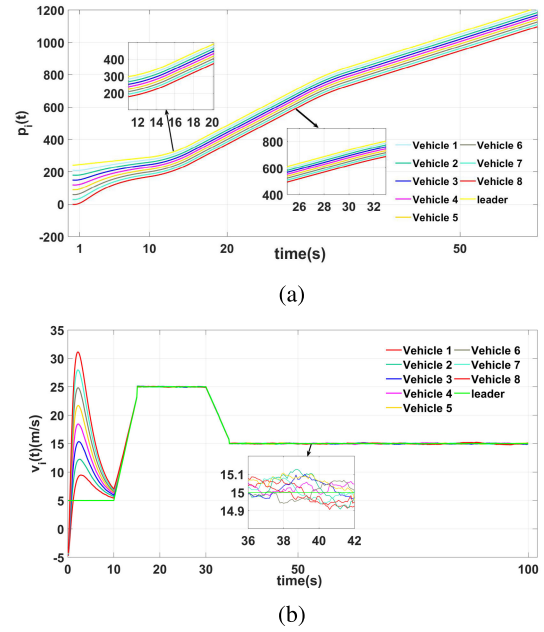 (a)
1200
1000
800
600
400
200
0
-200
p_i(t)
400
300
200
12 14 16 18 20
800
600
400
26 28 30 32
Vehicle 1 Vehicle 6
Vehicle 2 Vehicle 7
Vehicle 3 Vehicle 8
Vehicle 4 leader
Vehicle 5
1 10 20 50
time(s)
(b)
35
30
25
20
15
10
5
0
-5
v_i(t)(m/s)
Vehicle 1 Vehicle 6
Vehicle 2 Vehicle 7
Vehicle 3 Vehicle 8
Vehicle 4 leader
Vehicle 5
15.1
15
14.9
36 38 40 42
0 10 20 30 50 100
time(s)